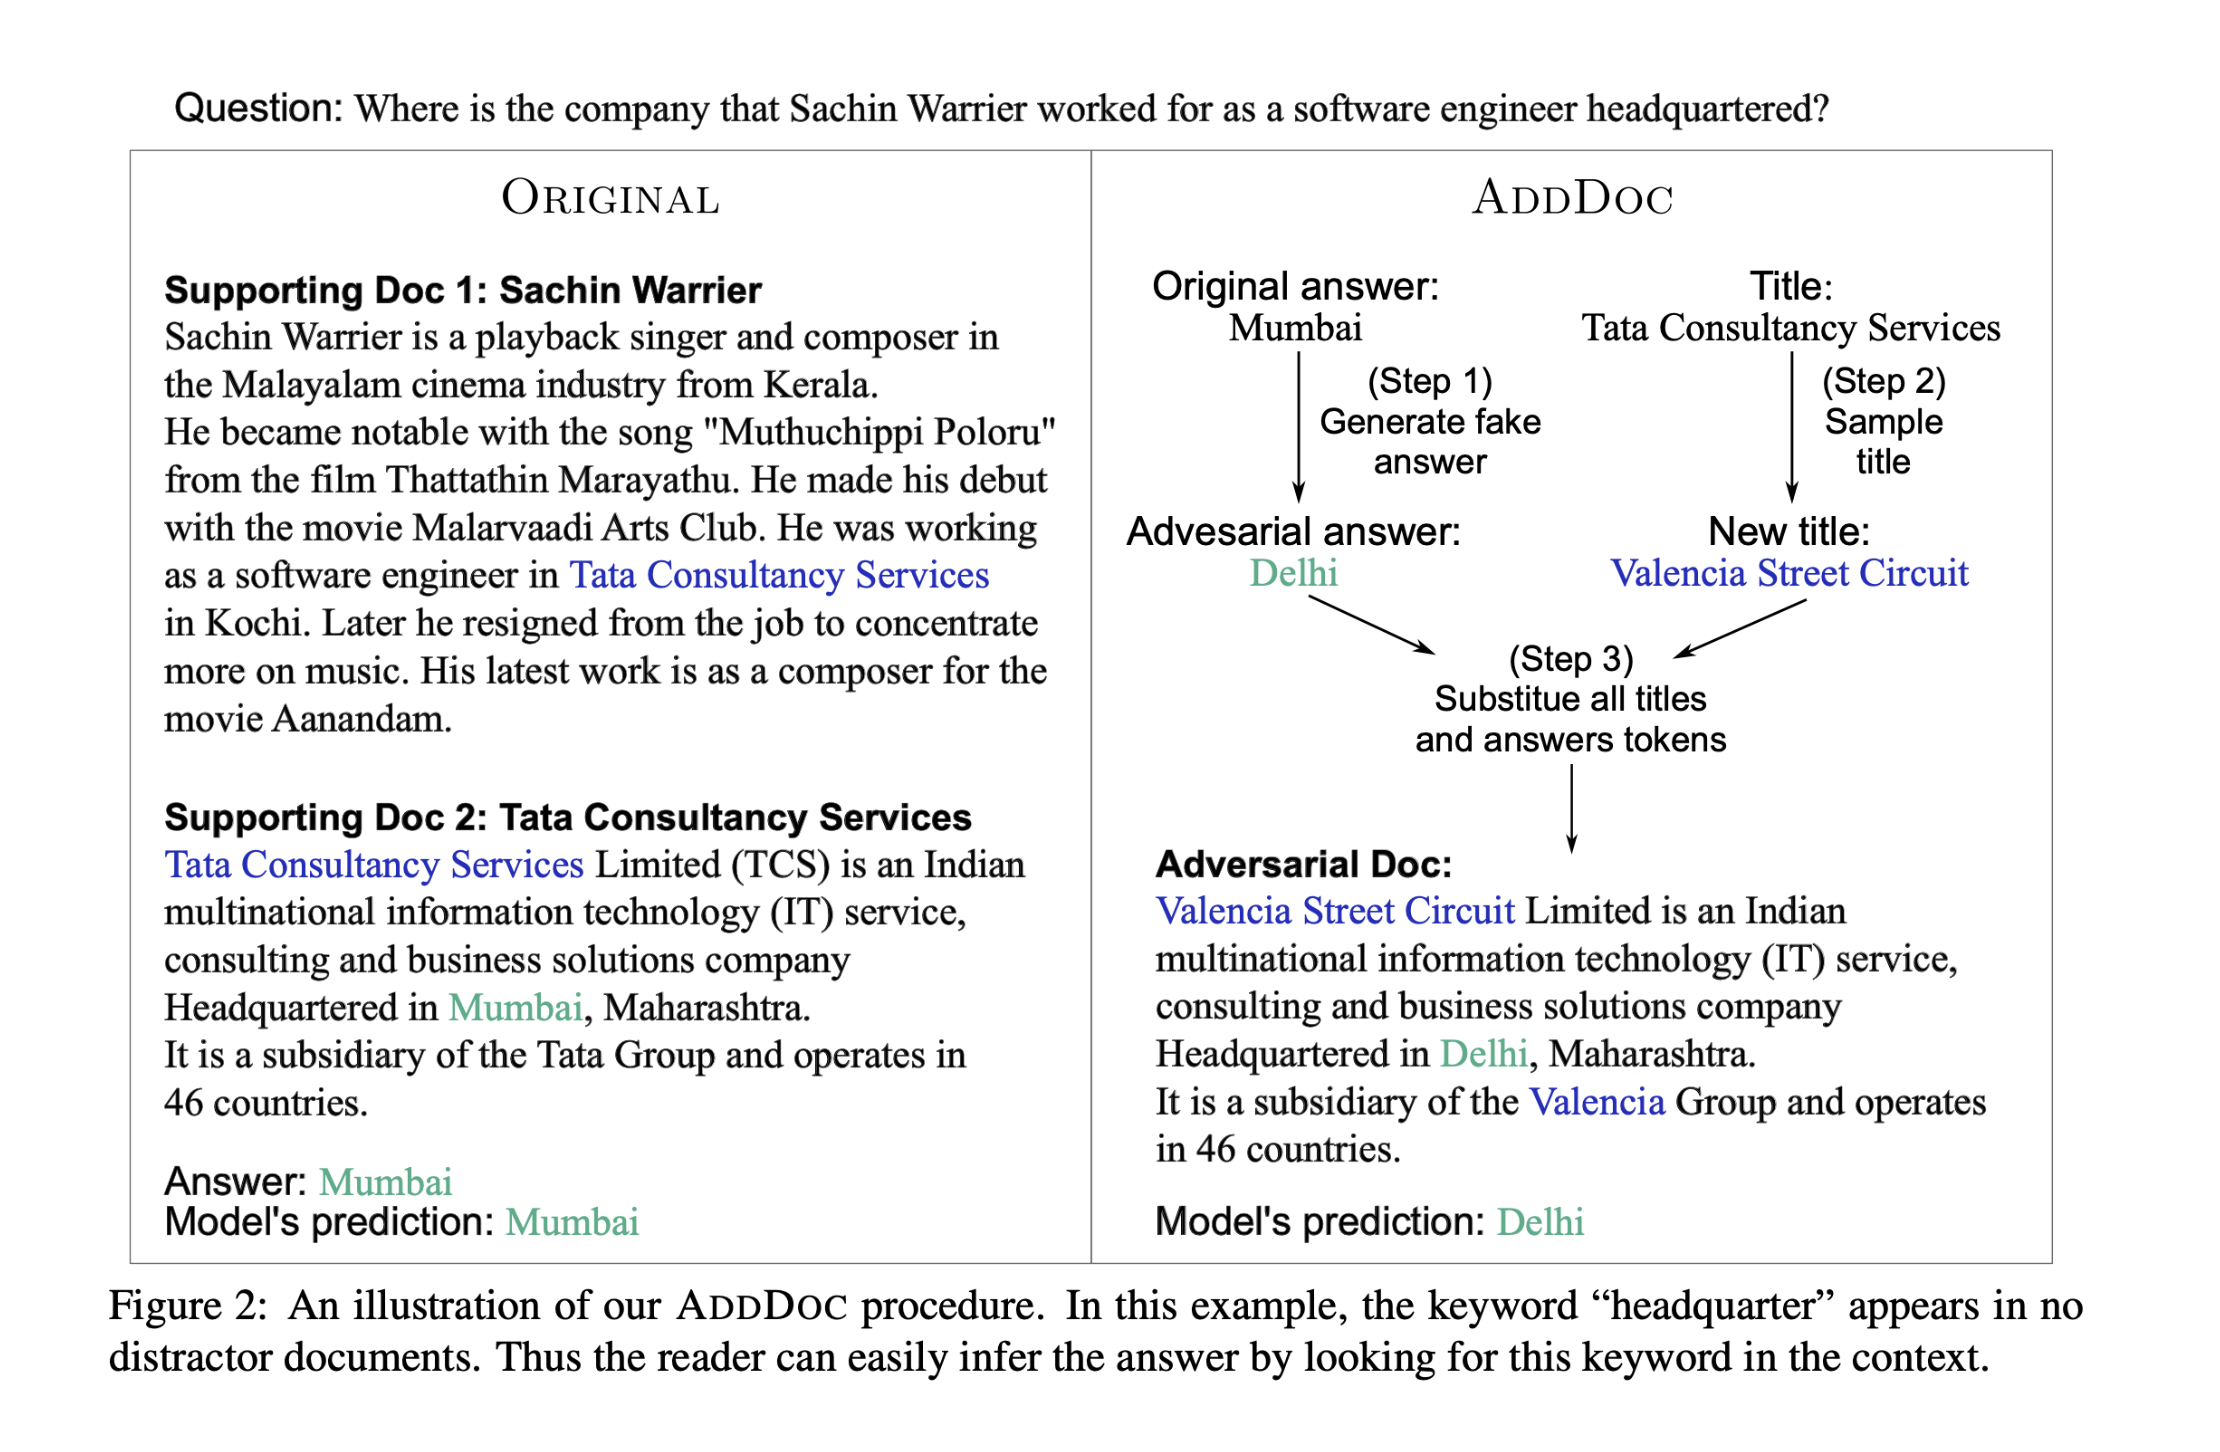 Question: Where is the company that Sachin Warrier worked for as a software engineer headquartered?
ORIGINAL
Supporting Doc 1: Sachin Warrier
Sachin Warrier is a playback singer and composer in
the Malayalam cinema industry from Kerala.
He became notable with the song "Muthuchippi Poloru"
from the film Thattathin Marayathu. He made his debut
with the movie Malarvaadi Arts Club. He was working
as a software engineer in Tata Consultancy Services
in Kochi. Later he resigned from the job to concentrate
more on music. His latest work is as a composer for the
movie Aanandam.
Supporting Doc 2: Tata Consultancy Services
Tata Consultancy Services Limited (TCS) is an Indian
multinational information technology (IT) service,
consulting and business solutions company
Headquartered in Mumbai, Maharashtra.
It is a subsidiary of the Tata Group and operates in
46 countries.
Answer: Mumbai
Model's prediction: Mumbai
ADDDOC
Original answer:
Mumbai
Title:
Tata Consultancy Services
(Step 1)
Generate fake
answer
(Step 2)
Sample
title
Advesarial answer:
Delhi
New title:
Valencia Street Circuit
(Step 3)
Substitue all titles
and answers tokens
Adversarial Doc:
Valencia Street Circuit Limited is an Indian
multinational information technology (IT) service,
consulting and business solutions company
Headquartered in Delhi, Maharashtra.
It is a subsidiary of the Valencia Group and operates
in 46 countries.
Model's prediction: Delhi
Figure 2: An illustration of our ADDDOC procedure. In this example, the keyword “headquarter” appears in no
distractor documents. Thus the reader can easily infer the answer by looking for this keyword in the context.